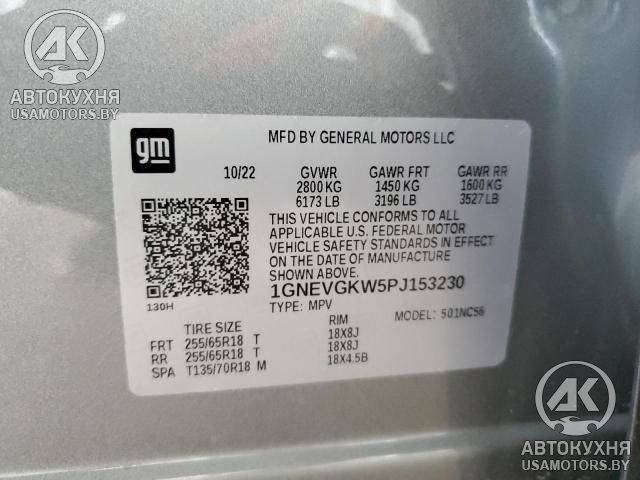 АК
АВТОКУХНЯ
USAMOTORS.BY
gm
MFD BY GENERAL MOTORS LLC
10/22 GVWR GAWR FRT GAWR RR
2800 KG 1450 KG 1600 KG
6173 LB 3196 LB 3527 LB
THIS VEHICLE CONFORMS TO ALL
APPLICABLE U.S. FEDERAL MOTOR
VEHICLE SAFETY STANDARDS IN EFFECT
ON THE DATE OF MANUFACTURE
SHOWN ABOVE.
1GNEVGKW5PJ153230
130H
TYPE: MPV MODEL: 501NC56
TIRE SIZE RIM
FRT 255/65R18 T 18X8J
RR 255/65R18 T 18X8J
SPA T135/70R18 M 18X4.5B
АК
АВТОКУХНЯ
USAMOTORS.BY